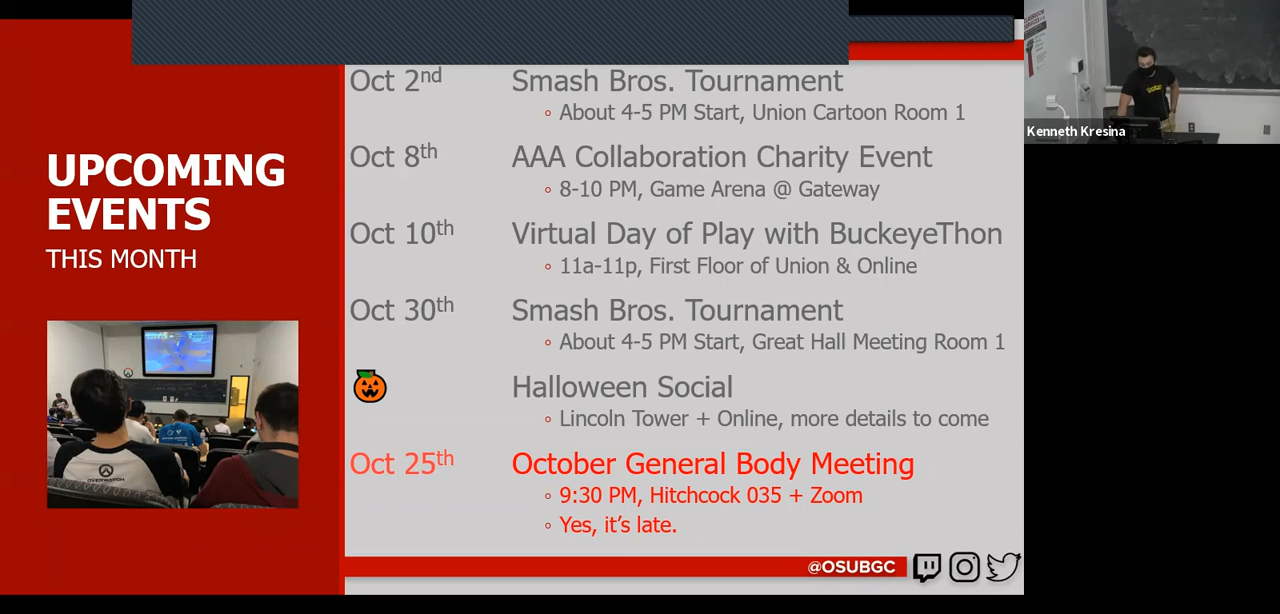 UPCOMING
EVENTS
THIS MONTH
Oct 2nd Smash Bros. Tournament
◦ About 4-5 PM Start, Union Cartoon Room 1
Oct 8th AAA Collaboration Charity Event
◦ 8-10 PM, Game Arena @ Gateway
Oct 10th Virtual Day of Play with BuckeyeThon
◦ 11a-11p, First Floor of Union & Online
Oct 30th Smash Bros. Tournament
◦ About 4-5 PM Start, Great Hall Meeting Room 1
🎃 Halloween Social
◦ Lincoln Tower + Online, more details to come
Oct 25th October General Body Meeting
◦ 9:30 PM, Hitchcock 035 + Zoom
◦ Yes, it's late.
@OSUBGC
OVERWATCH
Kenneth Kresina